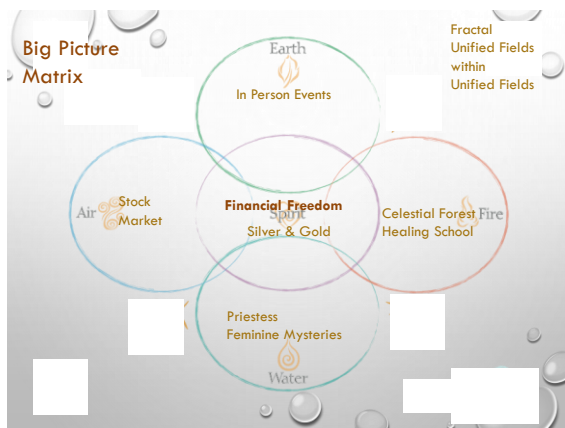 Big Picture
Matrix
Fractal
Unified Fields
within
Unified Fields
Earth
In Person Events
Air
Stock
Market
Financial Freedom
Spirit
Silver & Gold
Celestial Forest
Healing School
Fire
Priestess
Feminine Mysteries
Water